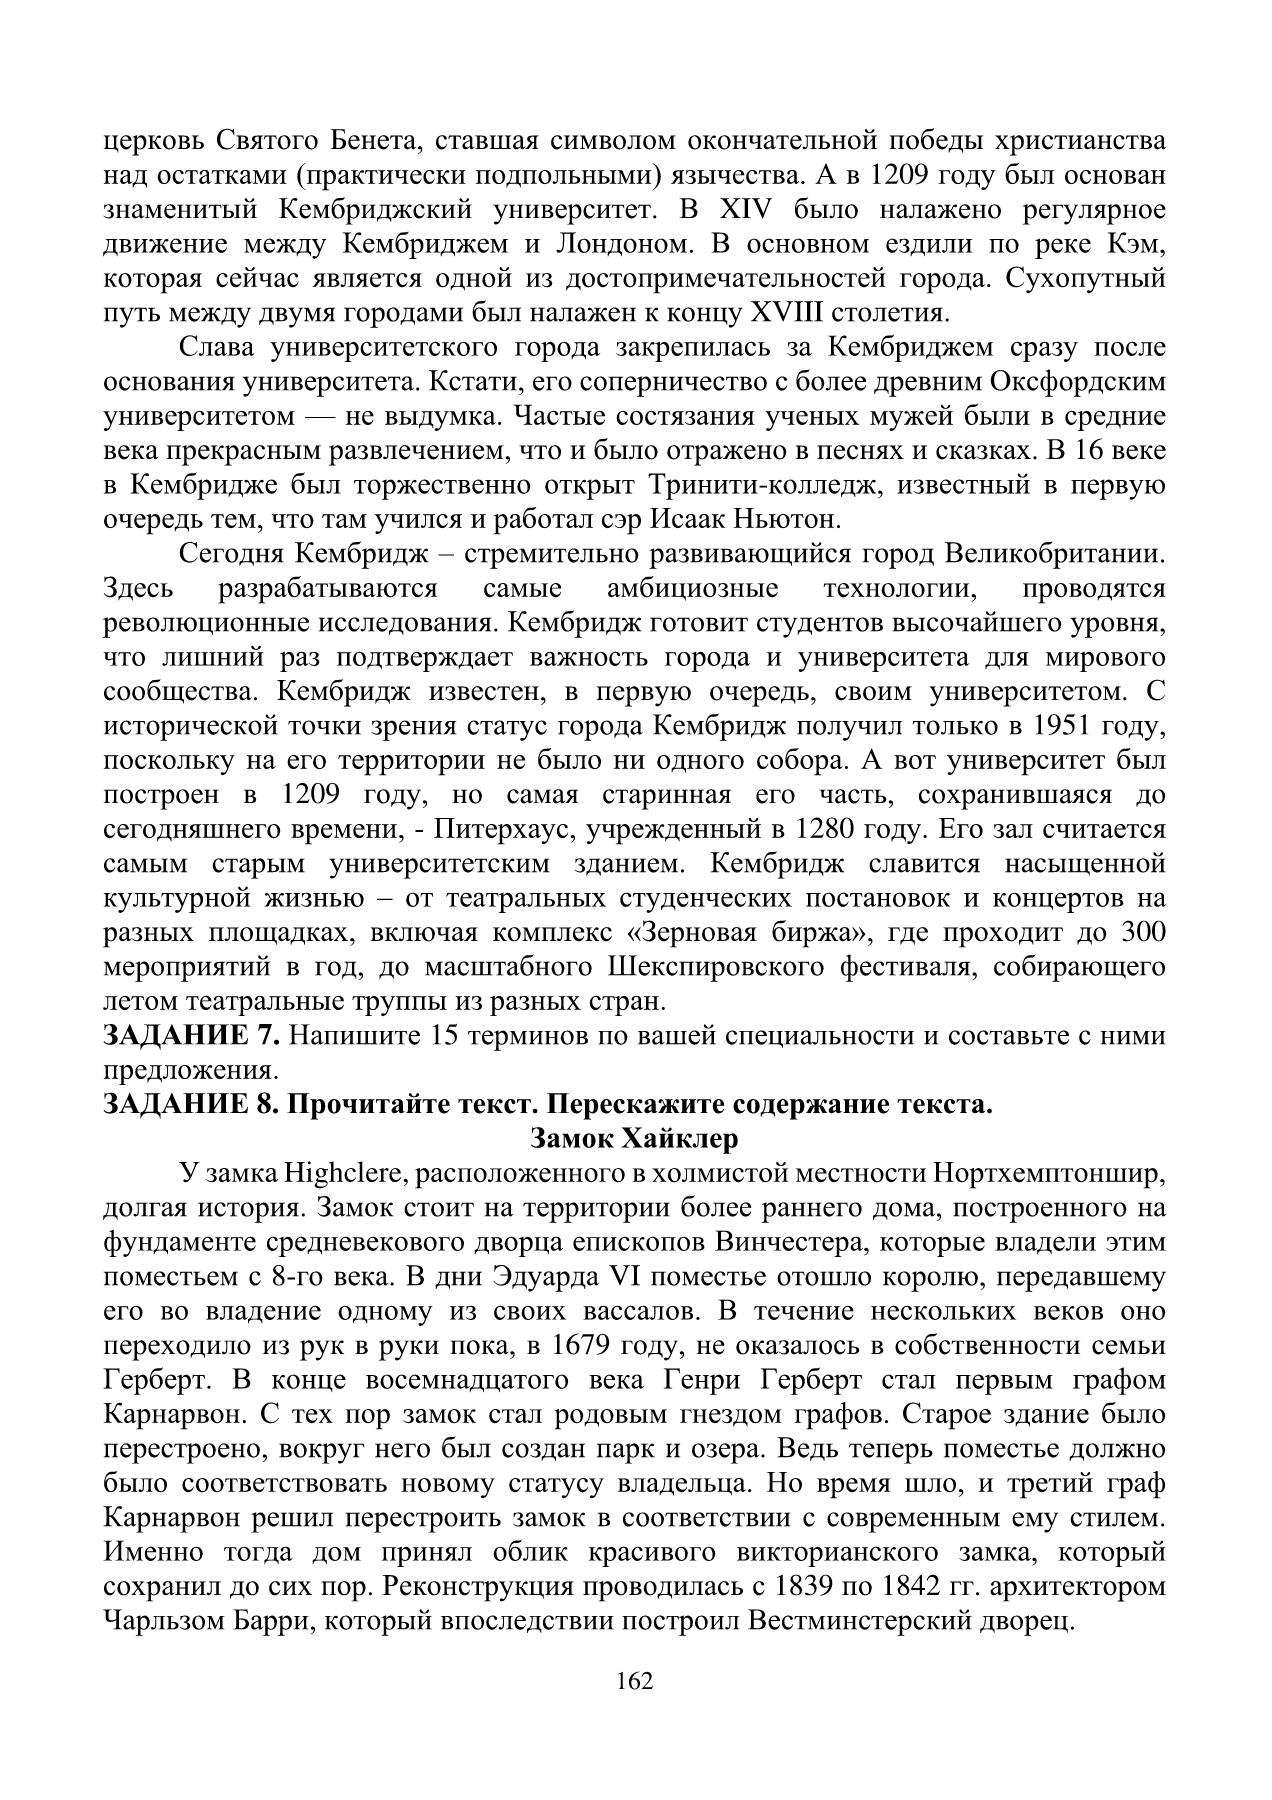 церковь Святого Бенета, ставшая символом окончательной победы христианства
над остатками (практически подпольными) язычества. А в 1209 году был основан
знаменитый Кембриджский университет. В XIV было налажено регулярное
движение между Кембриджем и Лондоном. В основном ездили по реке Кэм,
которая сейчас является одной из достопримечательностей города. Сухопутный
путь между двумя городами был налажен к концу XVIII столетия.
Слава университетского города закрепилась за Кембриджем сразу после
основания университета. Кстати, его соперничество с более древним Оксфордским
университетом — не выдумка. Частые состязания ученых мужей были в средние
века прекрасным развлечением, что и было отражено в песнях и сказках. В 16 веке
в Кембридже был торжественно открыт Тринити-колледж, известный в первую
очередь тем, что там учился и работал сэр Исаак Ньютон.
Сегодня Кембридж – стремительно развивающийся город Великобритании.
Здесь разрабатываются самые амбициозные технологии, проводятся
революционные исследования. Кембридж готовит студентов высочайшего уровня,
что лишний раз подтверждает важность города и университета для мирового
сообщества. Кембридж известен, в первую очередь, своим университетом. С
исторической точки зрения статус города Кембридж получил только в 1951 году,
поскольку на его территории не было ни одного собора. А вот университет был
построен в 1209 году, но самая старинная его часть, сохранившаяся до
сегодняшнего времени, - Питерхаус, учрежденный в 1280 году. Его зал считается
самым старым университетским зданием. Кембридж славится насыщенной
культурной жизнью – от театральных студенческих постановок и концертов на
разных площадках, включая комплекс «Зерновая биржа», где проходит до 300
мероприятий в год, до масштабного Шекспировского фестиваля, собирающего
летом театральные труппы из разных стран.
ЗАДАНИЕ 7. Напишите 15 терминов по вашей специальности и составьте с ними
предложения.
ЗАДАНИЕ 8. Прочитайте текст. Перескажите содержание текста.
Замок Хайклер
У замка Highclere, расположенного в холмистой местности Нортхемптоншир,
долгая история. Замок стоит на территории более раннего дома, построенного на
фундаменте средневекового дворца епископов Винчестера, которые владели этим
поместьем с 8-го века. В дни Эдуарда VI поместье отошло королю, передавшему
его во владение одному из своих вассалов. В течение нескольких веков оно
переходило из рук в руки пока, в 1679 году, не оказалось в собственности семьи
Герберт. В конце восемнадцатого века Генри Герберт стал первым графом
Карнарвон. С тех пор замок стал родовым гнездом графов. Старое здание было
перестроено, вокруг него был создан парк и озера. Ведь теперь поместье должно
было соответствовать новому статусу владельца. Но время шло, и третий граф
Карнарвон решил перестроить замок в соответствии с современным ему стилем.
Именно тогда дом принял облик красивого викторианского замка, который
сохранил до сих пор. Реконструкция проводилась с 1839 по 1842 гг. архитектором
Чарльзом Барри, который впоследствии построил Вестминстерский дворец.
162